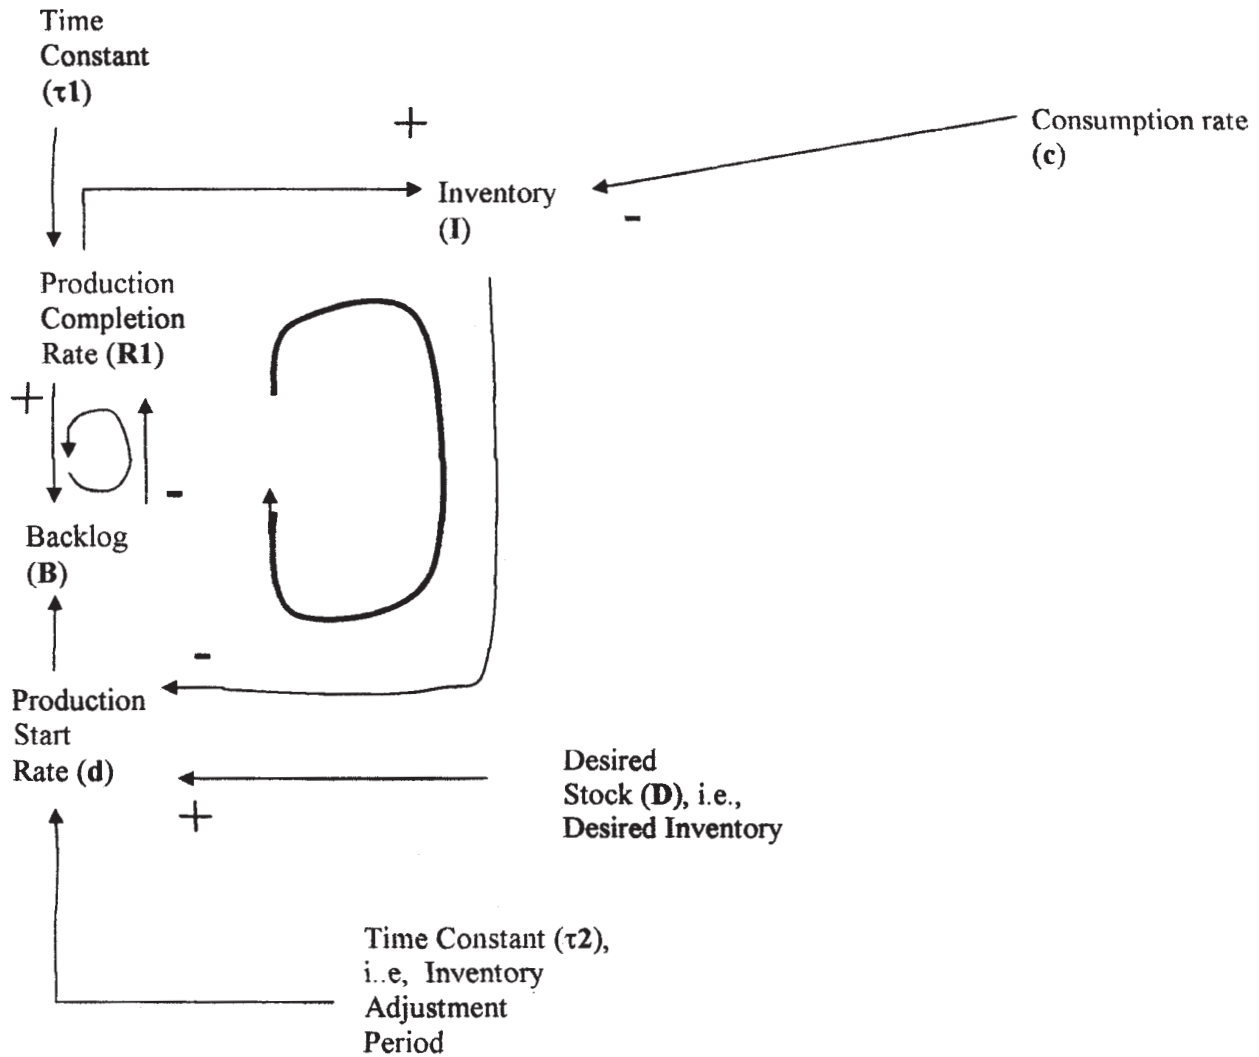 Time
Constant
(τ1)
+
Consumption rate
(c)
Inventory
(I)
-
Production
Completion
Rate (R1)
+
-
Backlog
(B)
-
Production
Start
Rate (d)
Desired
Stock (D), i.e.,
Desired Inventory
+
Time Constant (τ2),
i..e, Inventory
Adjustment
Period